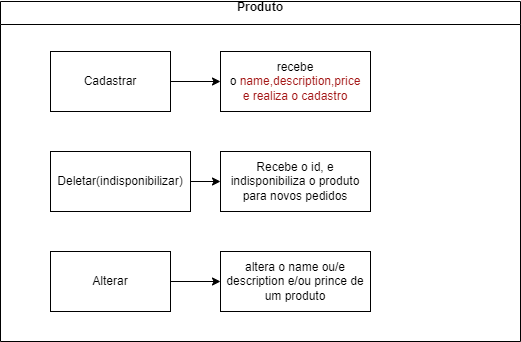 Produto
Cadastrar
recebe
o name,description,price
e realiza o cadastro
Deletar(indisponibilizar)
Recebe o id, e
indisponibiliza o produto
para novos pedidos
Alterar
altera o name ou/e
description e/ou prince de
um produto